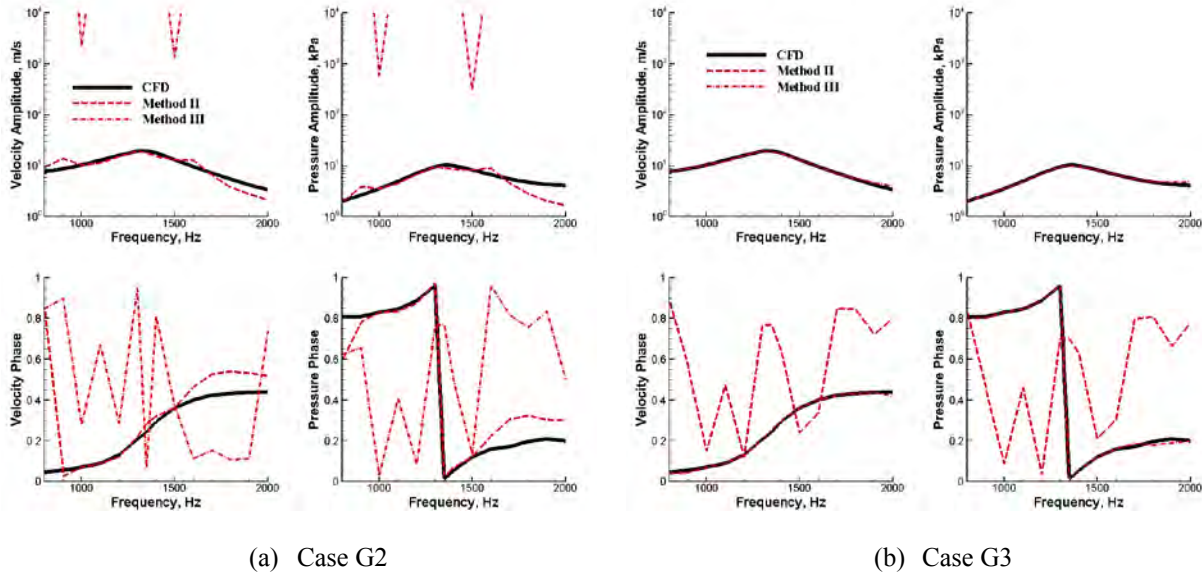 Velocity Amplitude, m/s
10⁴
10³
10²
10¹
10⁰
CFD
Method II
Method III
1000 1500 2000
Frequency, Hz
Pressure Amplitude, kPa
10⁴
10³
10²
10¹
10⁰
1000 1500 2000
Frequency, Hz
Velocity Amplitude, m/s
10⁴
10³
10²
10¹
10⁰
CFD
Method II
Method III
1000 1500 2000
Frequency, Hz
Pressure Amplitude, kPa
10⁴
10³
10²
10¹
10⁰
1000 1500 2000
Frequency, Hz
Velocity Phase
1
0.8
0.6
0.4
0.2
0
1000 1500 2000
Frequency, Hz
Pressure Phase
1
0.8
0.6
0.4
0.2
0
1000 1500 2000
Frequency, Hz
Velocity Phase
1
0.8
0.6
0.4
0.2
0
1000 1500 2000
Frequency, Hz
Pressure Phase
1
0.8
0.6
0.4
0.2
0
1000 1500 2000
Frequency, Hz
(a) Case G2
(b) Case G3